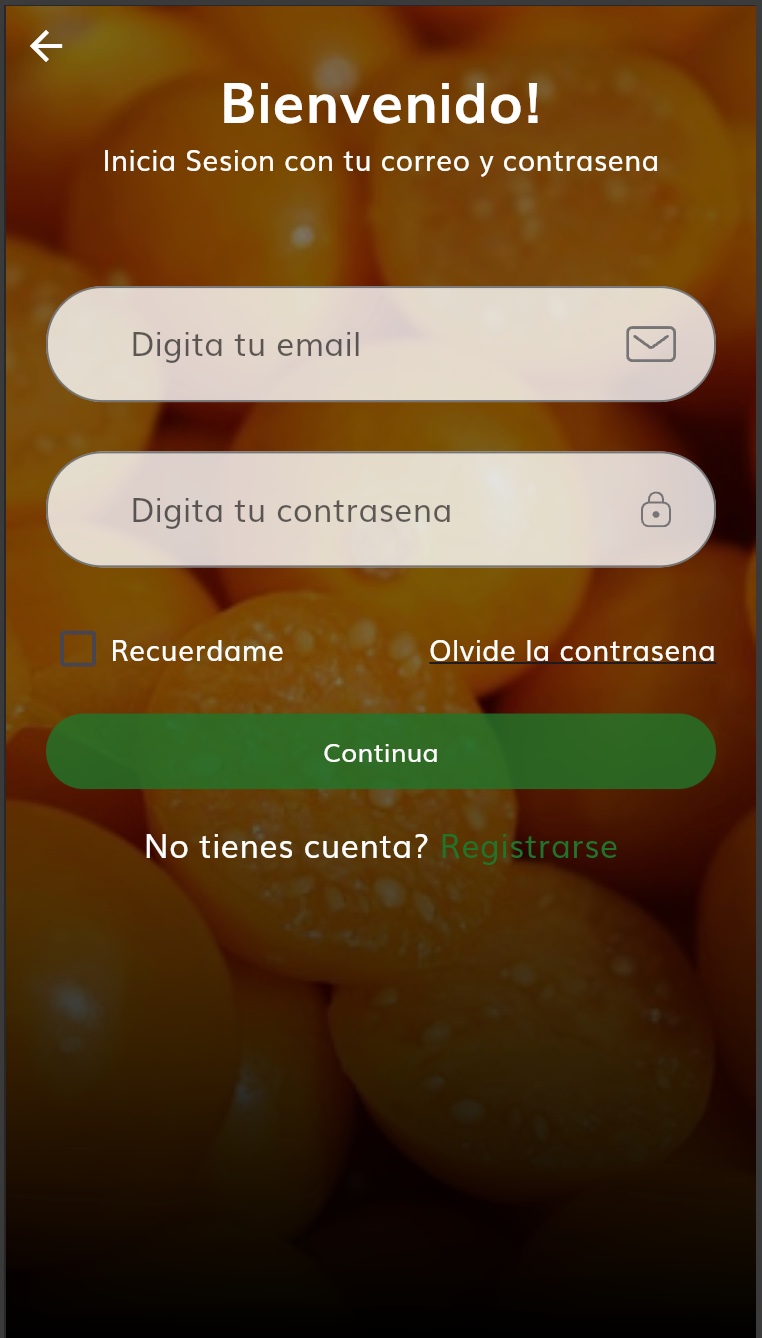 Bienvenido!
Inicia Sesion con tu correo y contrasena
Digita tu email
Digita tu contrasena
Recuerdame
Olvide la contrasena
Continua
No tienes cuenta? Registrarse